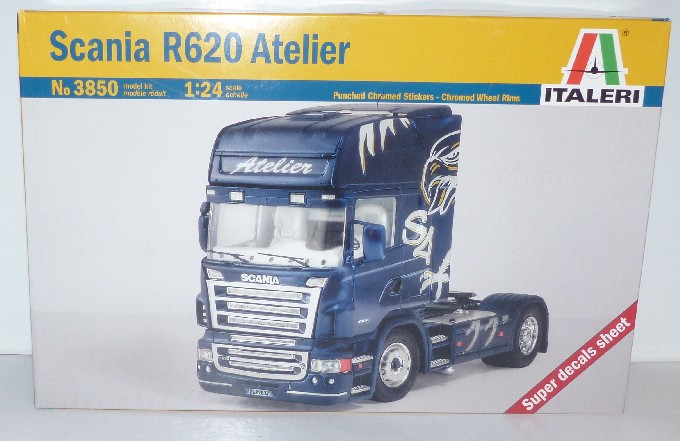 Scania R620 Atelier
No 3850 model kit modèle réduit 1:24 scale échelle
Punched Chromed Stickers - Chromed Wheel Rims
ITALERI
®
Atelier
SCANIA
Super decals sheet